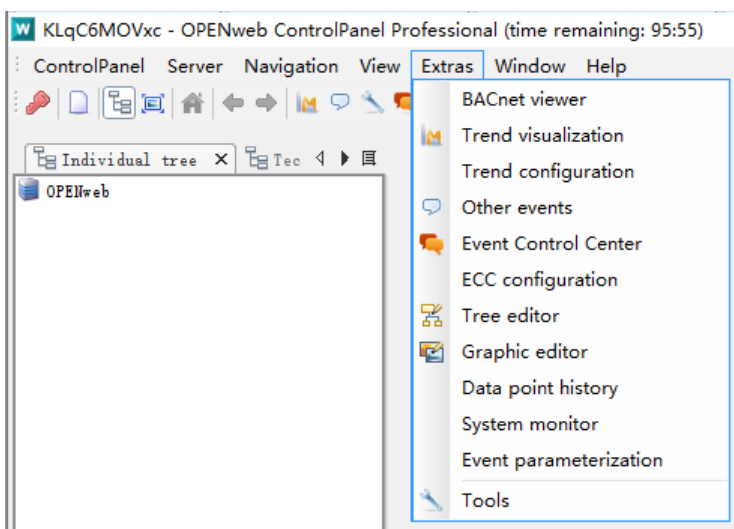 W KLqC6MOVxc - OPENweb ControlPanel Professional (time remaining: 95:55)
ControlPanel Server Navigation View Extras Window Help
Individual tree X Tec
OPENweb
BACnet viewer
Trend visualization
Trend configuration
Other events
Event Control Center
ECC configuration
Tree editor
Graphic editor
Data point history
System monitor
Event parameterization
Tools